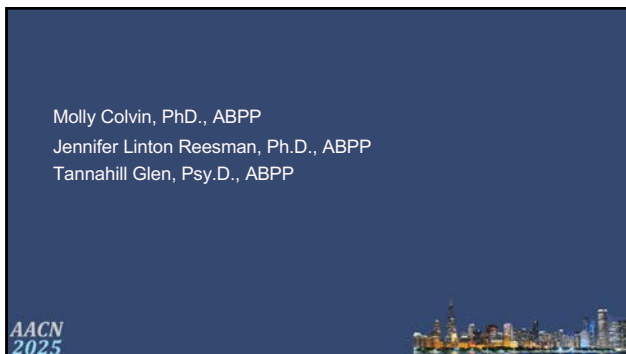 Molly Colvin, PhD., ABPP
Jennifer Linton Reesman, Ph.D., ABPP
Tannahill Glen, Psy.D., ABPP
AACN
2025